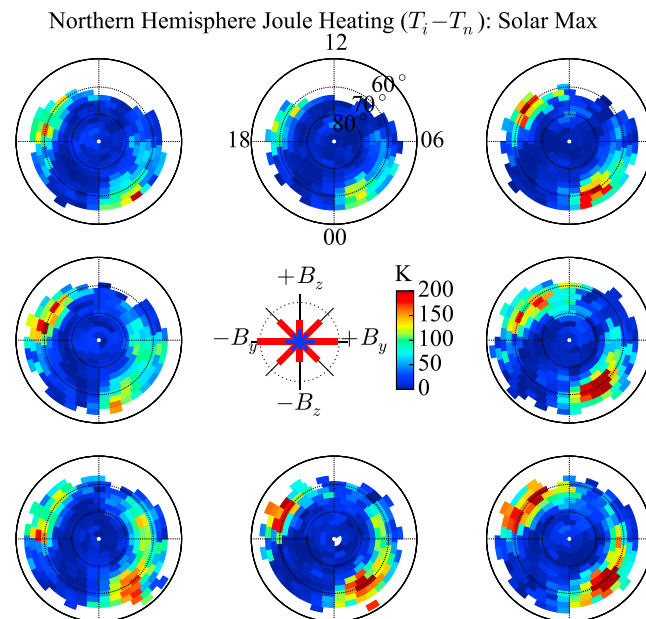 Northern Hemisphere Joule Heating (T_i−T_n): Solar Max
12
60°
70°
80°
18
06
00
K
+B_z
200
−B_y
+B_y
150
100
50
−B_z
0